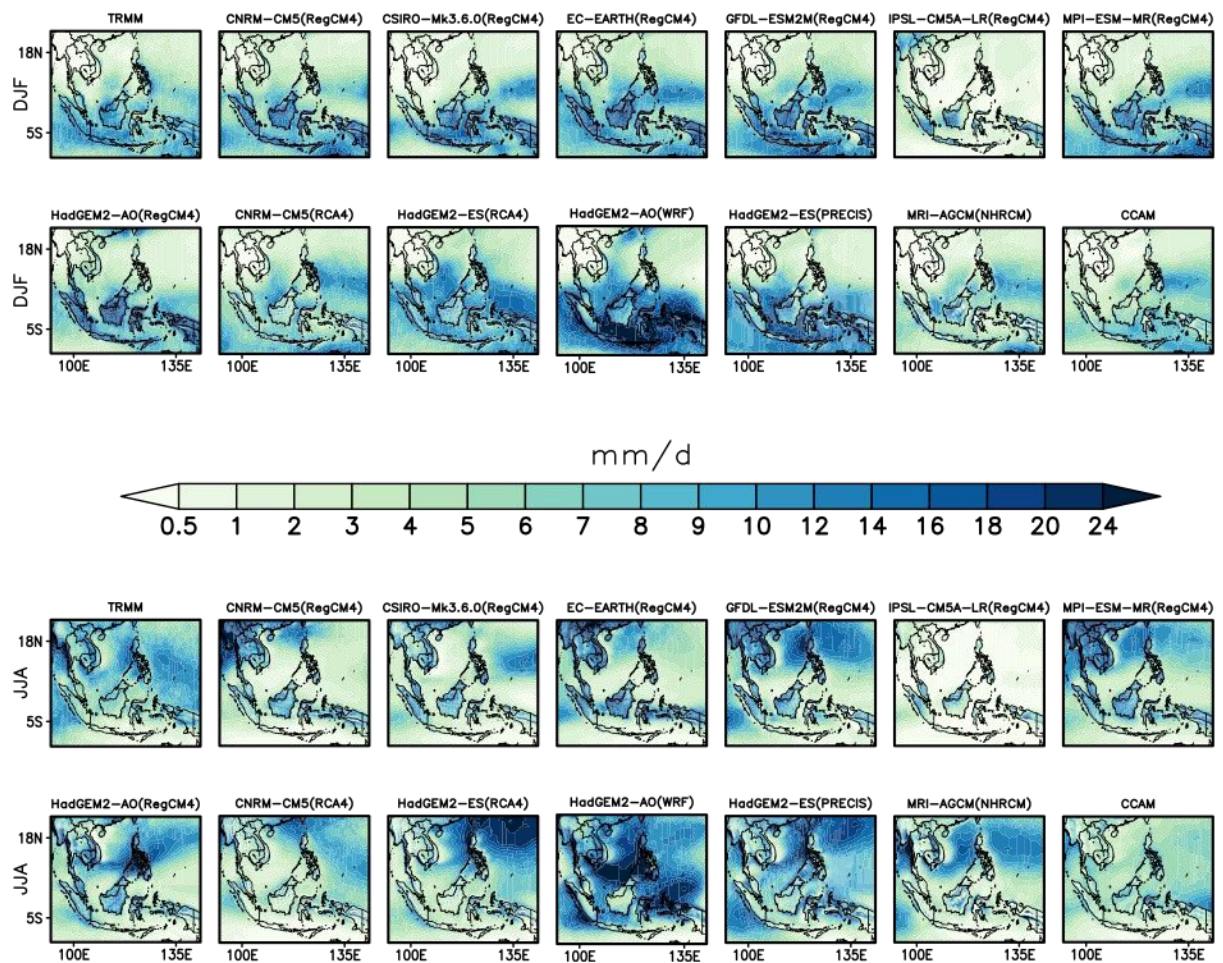 TRMM CNRM-CM5(RegCM4) CSIRO-Mk3.6.0(RegCM4) EC-EARTH(RegCM4) GFDL-ESM2M(RegCM4) IPSL-CM5A-LR(RegCM4) MPI-ESM-MR(RegCM4)
18N
DJF
5S
HadGEM2-AO(RegCM4) CNRM-CM5(RCA4) HadGEM2-ES(RCA4) HadGEM2-AO(WRF) HadGEM2-ES(PRECIS) MRI-AGCM(NHRCM) CCAM
18N
DJF
5S
100E 135E 100E 135E 100E 135E 100E 135E 100E 135E 100E 135E 100E 135E
mm/d
0.5 1 2 3 4 5 6 7 8 9 10 12 14 16 18 20 24
TRMM CNRM-CM5(RegCM4) CSIRO-Mk3.6.0(RegCM4) EC-EARTH(RegCM4) GFDL-ESM2M(RegCM4) IPSL-CM5A-LR(RegCM4) MPI-ESM-MR(RegCM4)
18N
JJA
5S
HadGEM2-AO(RegCM4) CNRM-CM5(RCA4) HadGEM2-ES(RCA4) HadGEM2-AO(WRF) HadGEM2-ES(PRECIS) MRI-AGCM(NHRCM) CCAM
18N
JJA
5S
100E 135E 100E 135E 100E 135E 100E 135E 100E 135E 100E 135E 100E 135E